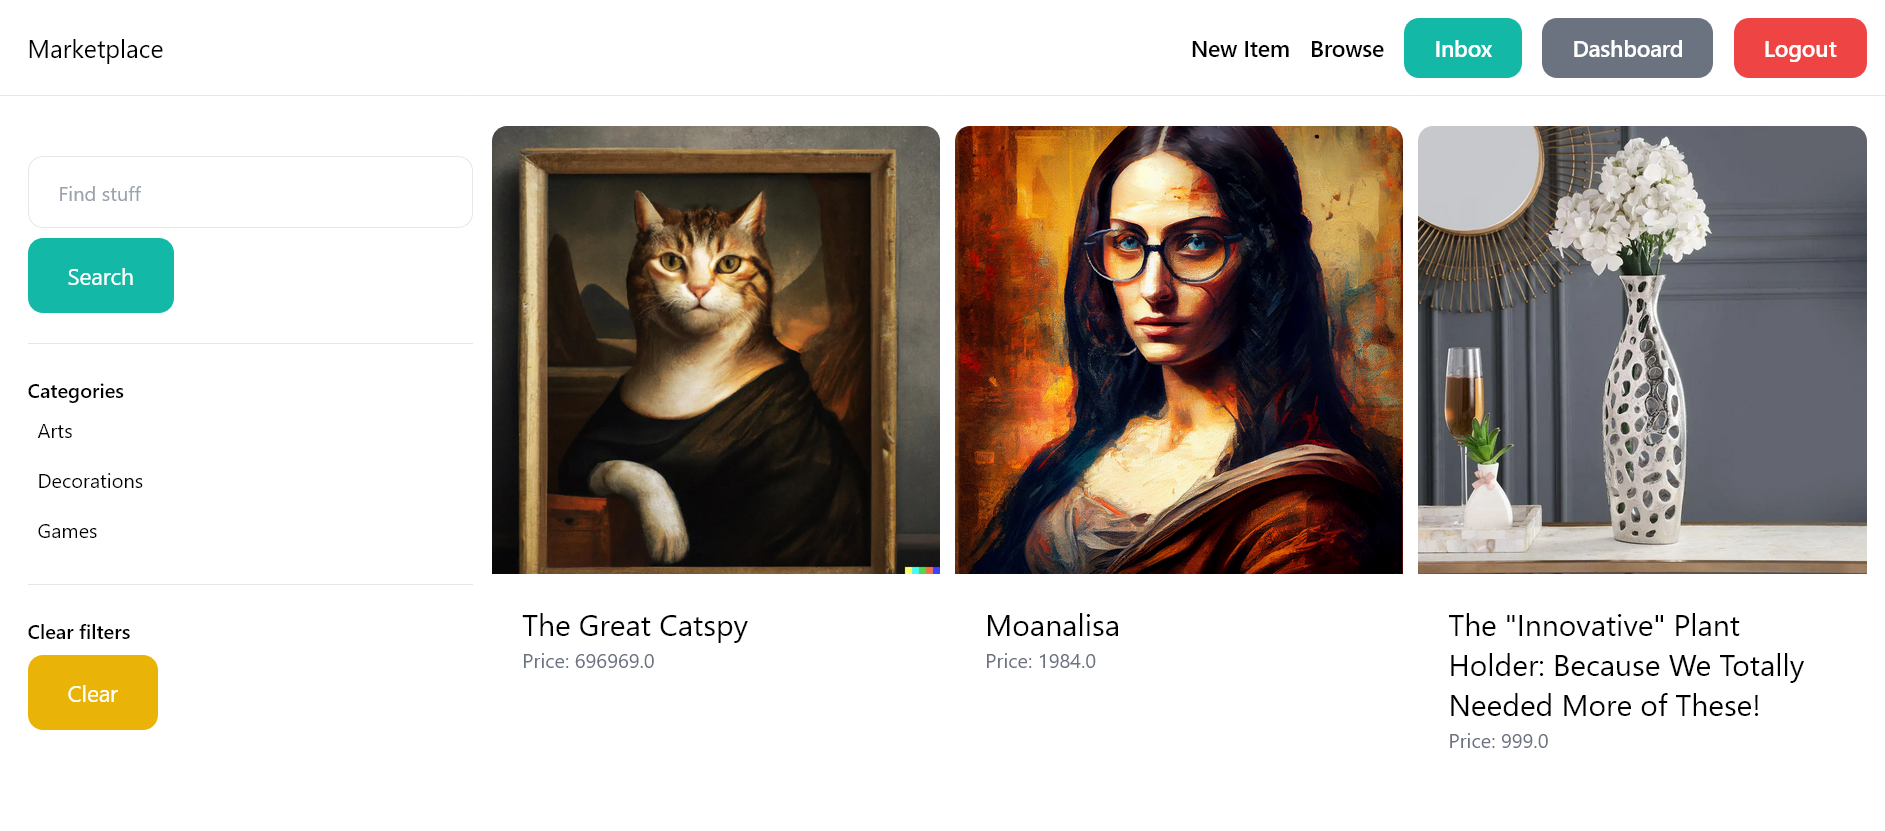 Marketplace
New Item
Browse
Inbox
Dashboard
Logout
Find stuff
Search
Categories
Arts
Decorations
Games
Clear filters
Clear
The Great Catspy
Price: 696969.0
Moanalisa
Price: 1984.0
The "Innovative" Plant
Holder: Because We Totally
Needed More of These!
Price: 999.0